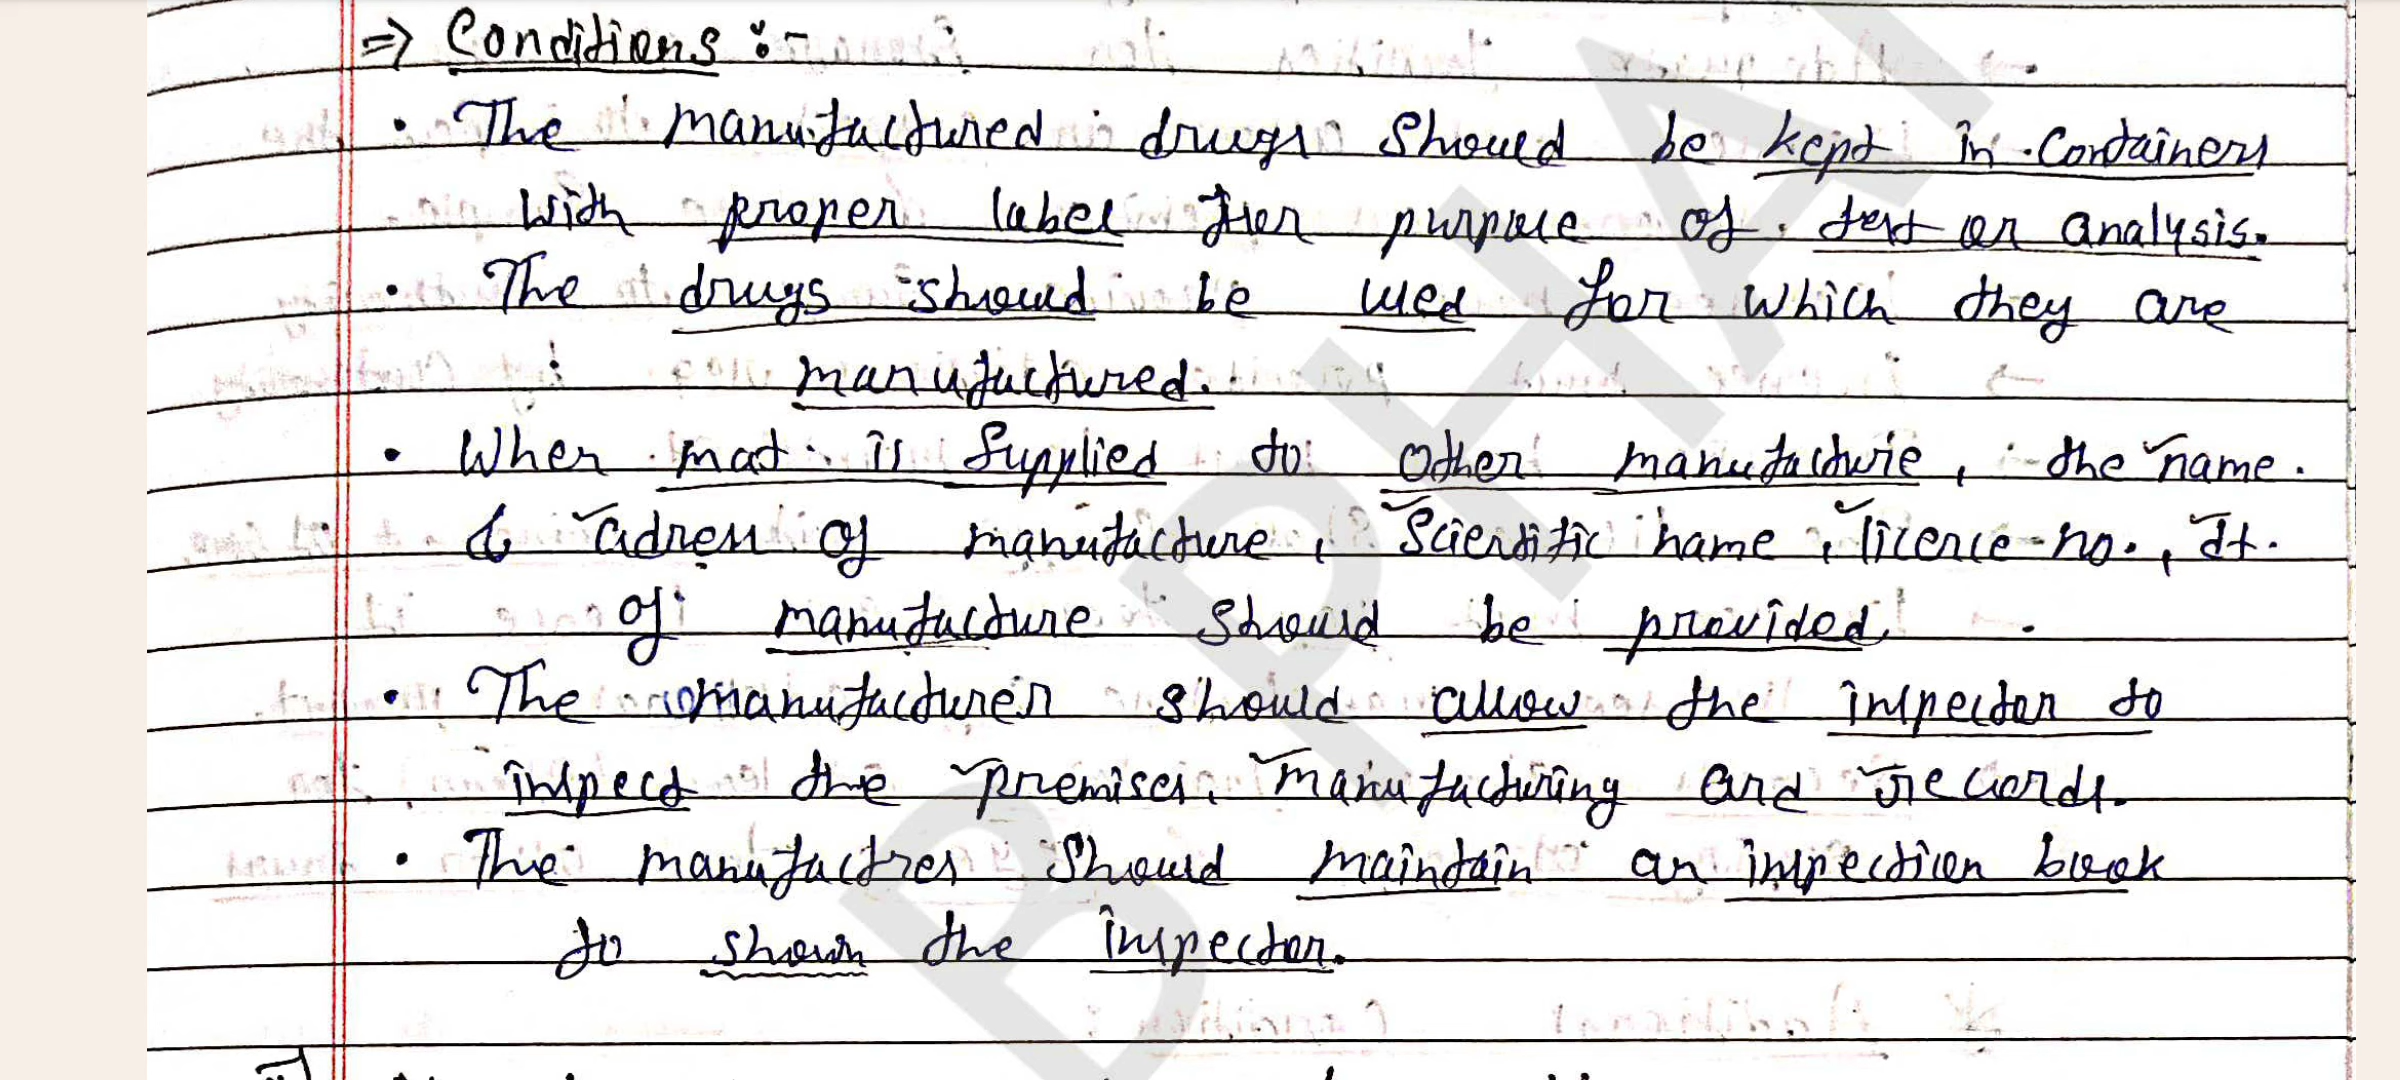 ⇒ Conditions :-
• The manufactured drugs should be kept in containers
with proper label for purpose of test or analysis.
• The drugs should be used for which they are
manufactured.
• When mat. is supplied to other manufacture, the name
& adress of manufacture, Scientific name, licence-no., dt.
of manufacture should be provided.
• The manufacturer should allow the inspector to
inspect the premises, manufacturing and records.
• The manufactres should maintain an inspection book
to shown the inspector.
B PHA